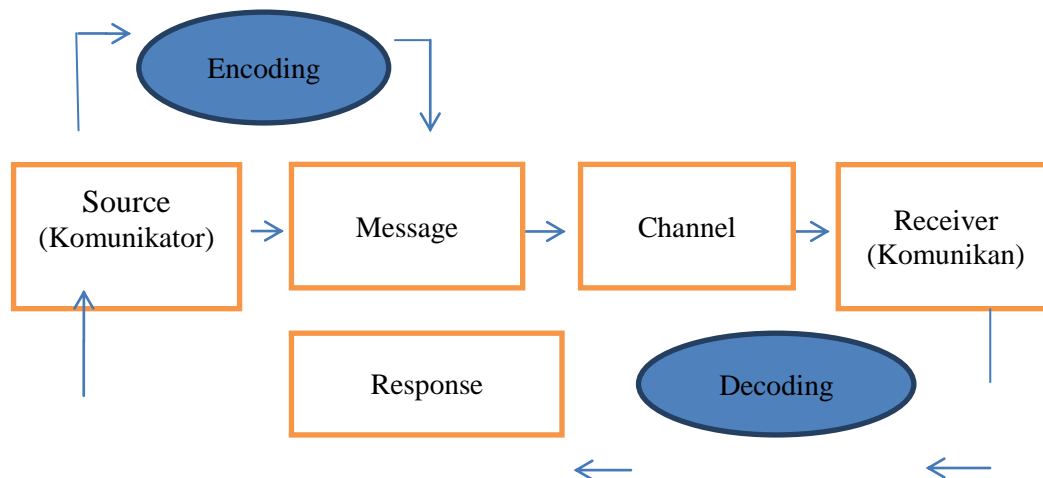 Encoding
Source
(Komunikator)
Message
Channel
Receiver
(Komunikan)
Response
Decoding